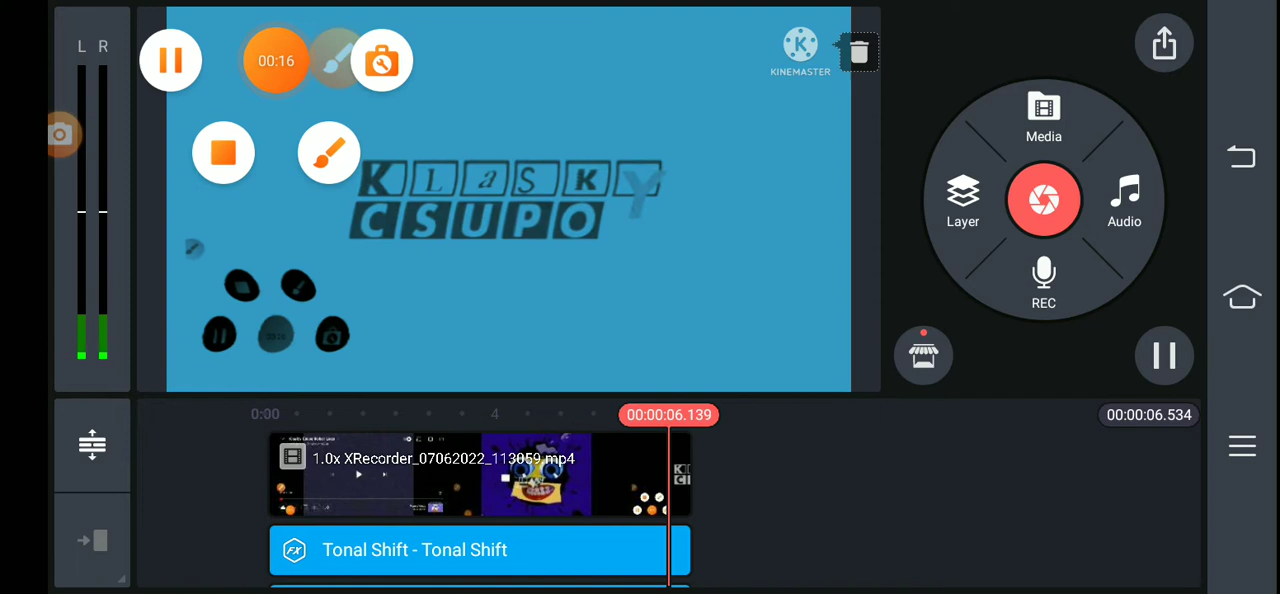 L R
00:16
KINEMASTER
KLaSKY
CSUPO
Media
Layer
Audio
REC
0:00
4
00:00:06.139
00:00:06.534
1.0x XRecorder_07062022_113059.mp4
FX
Tonal Shift - Tonal Shift